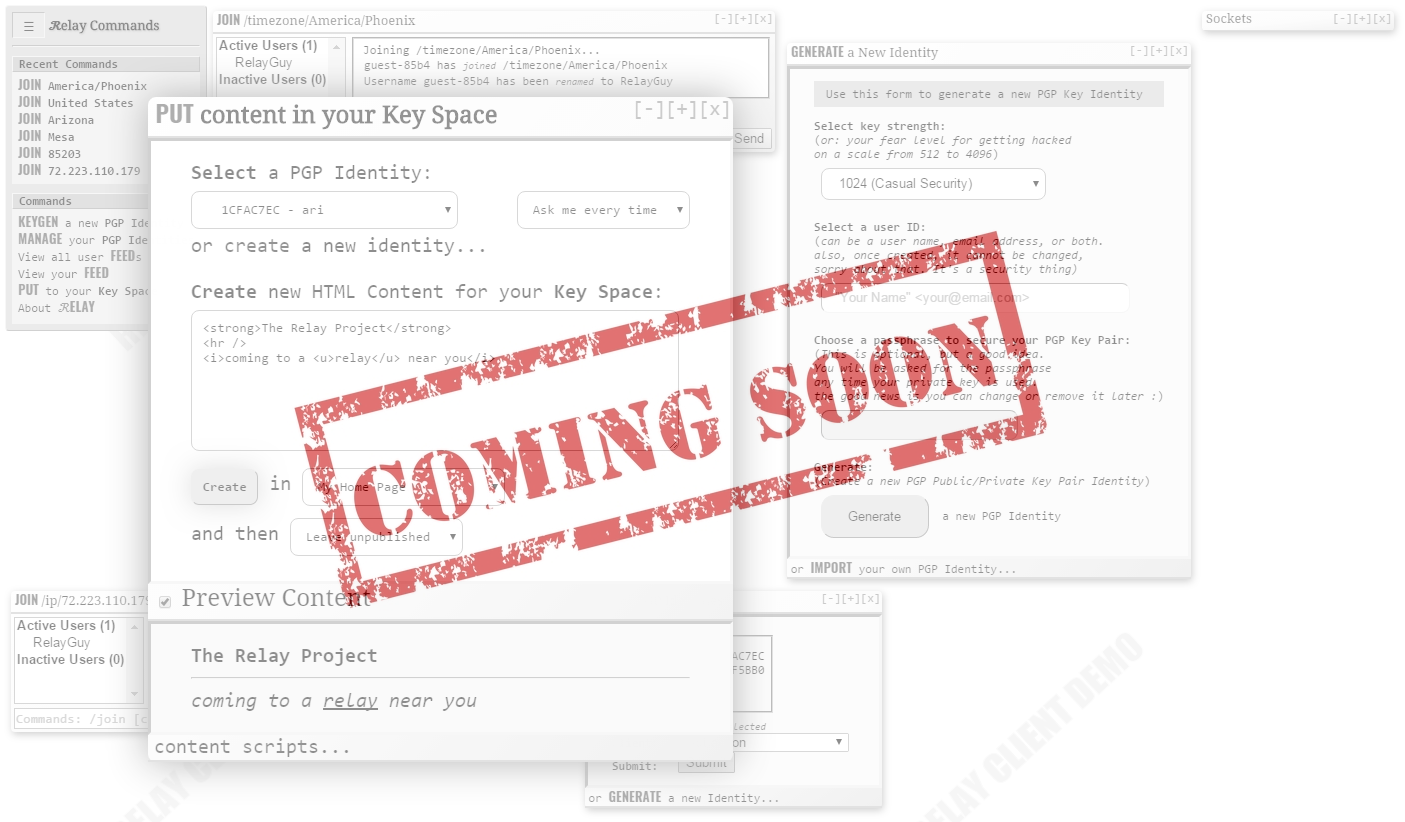 ☰ ℛelay Commands
Recent Commands
JOIN America/Phoenix
JOIN United States
JOIN Arizona
JOIN Mesa
JOIN 85203
JOIN 72.223.110.179
Commands
KEYGEN a new PGP Ide
MANAGE your PGP Ide
View all user FEEDs
View your FEED
PUT to your Key Spac
About ℛELAY
JOIN /timezone/America/Phoenix [-][+][x]
Active Users (1)
RelayGuy
Inactive Users (0)
Joining /timezone/America/Phoenix...
guest-85b4 has joined /timezone/America/Phoenix
Username guest-85b4 has been renamed to RelayGuy
Send
Sockets [-][+][x]
PUT content in your Key Space [-][+][x]
Select a PGP Identity:
1CFAC7EC - ari
Ask me every time
or create a new identity...
Create new HTML Content for your Key Space:
<strong>The Relay Project</strong>
<hr />
<i>coming to a <u>relay</u> near you</i>
Create in My Home Page
and then Leave unpublished
Preview Content
The Relay Project
coming to a relay near you
content scripts...
GENERATE a New Identity [-][+][x]
Use this form to generate a new PGP Key Identity
Select key strength:
(or: your fear level for getting hacked
on a scale from 512 to 4096)
1024 (Casual Security)
Select a user ID:
(can be a user name, email address, or both.
also, once created, it cannot be changed,
sorry about that. It's a security thing)
Your Name" <your@email.com>
Choose a passphrase to secure your PGP Key Pair:
(This is optional, but a good idea.
You will be asked for the passphrase
any time your private key is used,
the good news is you can change or remove it later :)
Generate:
(Create a new PGP Public/Private Key Pair Identity)
Generate a new PGP Identity
or IMPORT your own PGP Identity...
COMING SOON
JOIN /ip/72.223.110.179
Active Users (1)
RelayGuy
Inactive Users (0)
Commands: /join [c
[-][+][x]
AC7EC
F5BB0
lected
on
Submit: Submit
or GENERATE a new Identity...
RELAY CLIENT DEMO